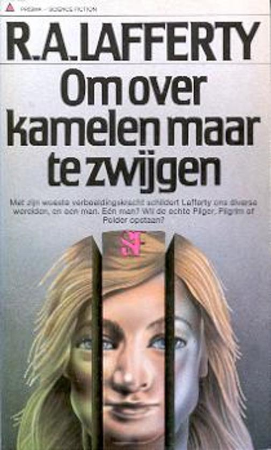 PRISMA - SCIENCE FICTION
R.A.LAFFERTY
Om over
kamelen maar
te zwijgen
Met zijn woeste verbeeldingskracht schildert Lafferty ons diverse
werelden, en een man. Eén man? Wil de echte Pilger, Pilgrim of
Polder opstaan?
SF